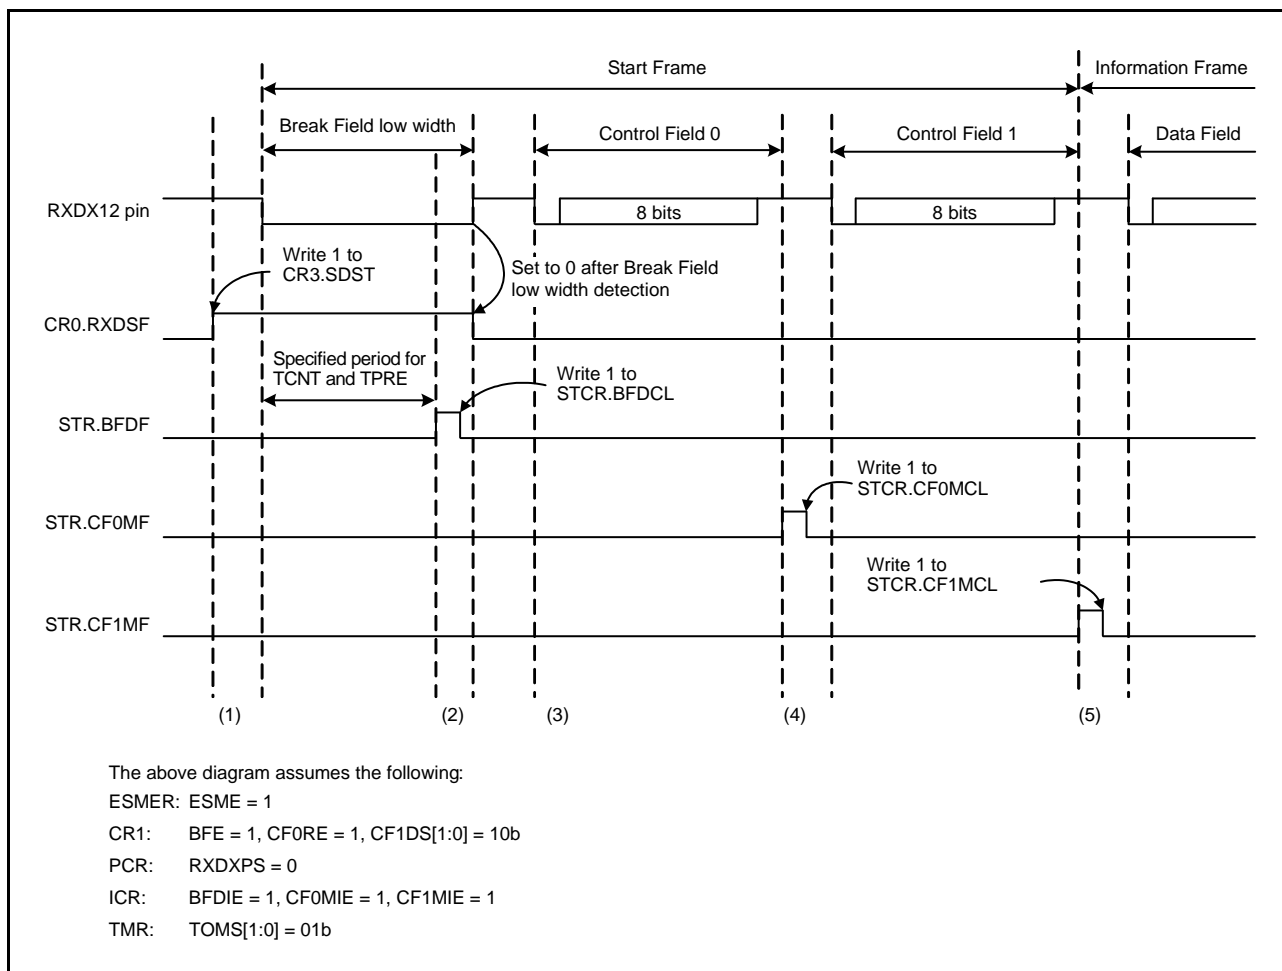 Start Frame
Information Frame
Break Field low width
Control Field 0
Control Field 1
Data Field
RXDX12 pin
8 bits
8 bits
Write 1 to
CR3.SDST
Set to 0 after Break Field
low width detection
CR0.RXDSF
Specified period for
TCNT and TPRE
Write 1 to
STCR.BFDCL
STR.BFDF
Write 1 to
STCR.CF0MCL
STR.CF0MF
Write 1 to
STCR.CF1MCL
STR.CF1MF
(1)
(2)
(3)
(4)
(5)
The above diagram assumes the following:
ESMER: ESME = 1
CR1: BFE = 1, CF0RE = 1, CF1DS[1:0] = 10b
PCR: RXDXPS = 0
ICR: BFDIE = 1, CF0MIE = 1, CF1MIE = 1
TMR: TOMS[1:0] = 01b